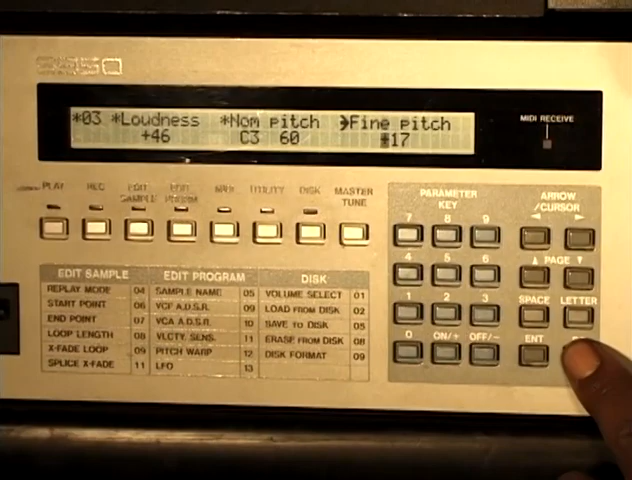 S950
*03 *Loudness *Nom pitch →Fine pitch
+46 C3 60 +17
MIDI RECEIVE
PLAY REC EDIT SAMPLE EDIT PROGRAM MIDI UTILITY DISK MASTER TUNE
PARAMETER KEY
ARROW /CURSOR
7 8 9 ◀ ▶
4 5 6 ▲ PAGE ▼
1 2 3 SPACE LETTER
0 ON/+ OFF/− ENT
EDIT SAMPLE EDIT PROGRAM DISK
REPLAY MODE 04 SAMPLE NAME 05 VOLUME SELECT 01
START POINT 06 VCF A.D.S.R. 09 LOAD FROM DISK 02
END POINT 07 VCA A.D.S.R. 10 SAVE TO DISK 05
LOOP LENGTH 08 VLCTY. SENS. 11 ERASE FROM DISK 08
X-FADE LOOP 09 PITCH WARP 12 DISK FORMAT 09
SPLICE X-FADE 11 LFO 13